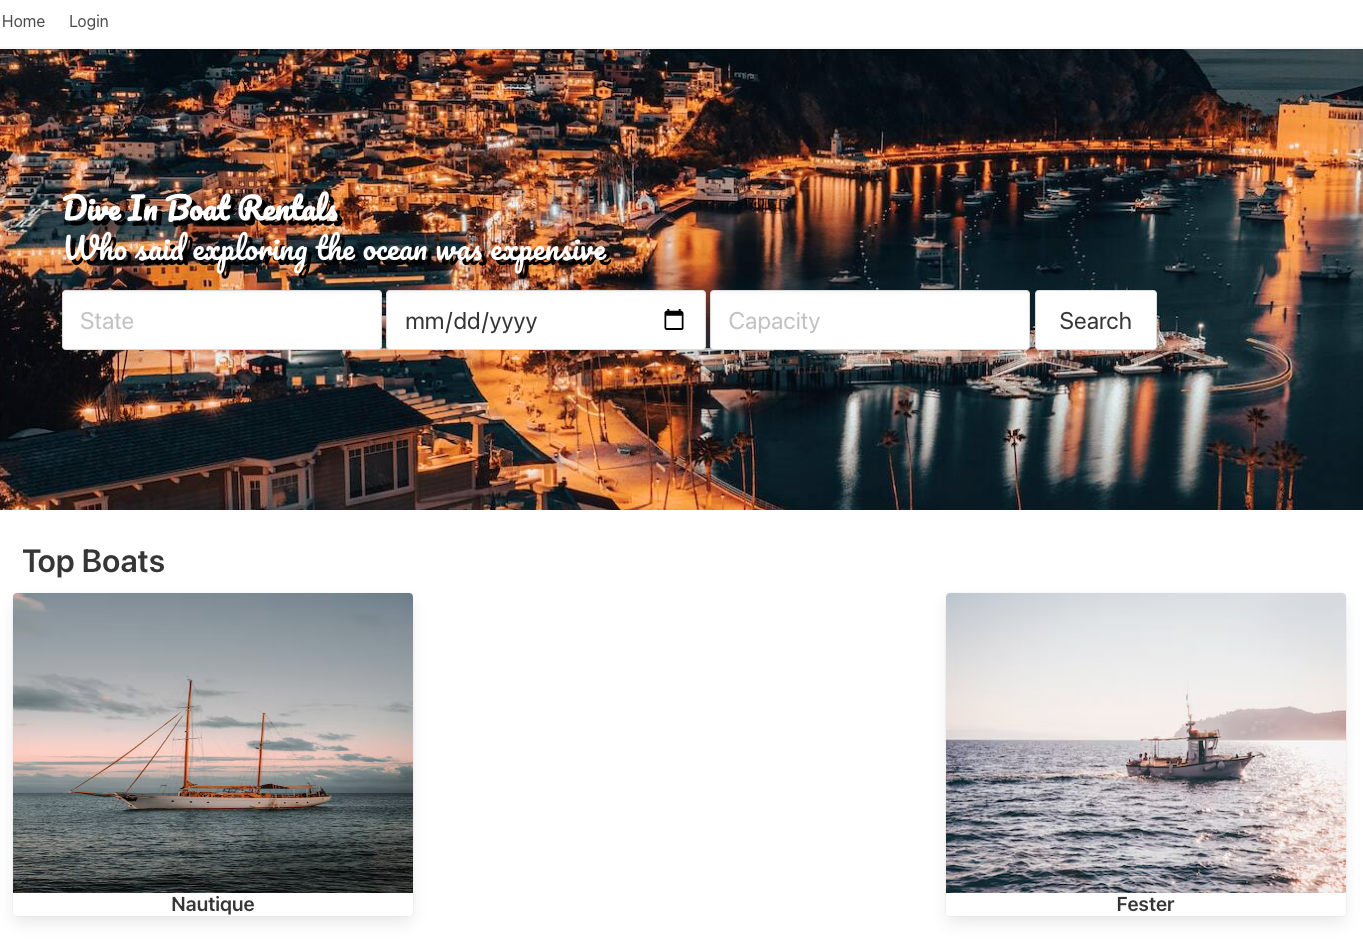 Home Login
Dive In Boat Rentals
Who said exploring the ocean was expensive
State mm/dd/yyyy Capacity Search
Top Boats
Nautique Fester